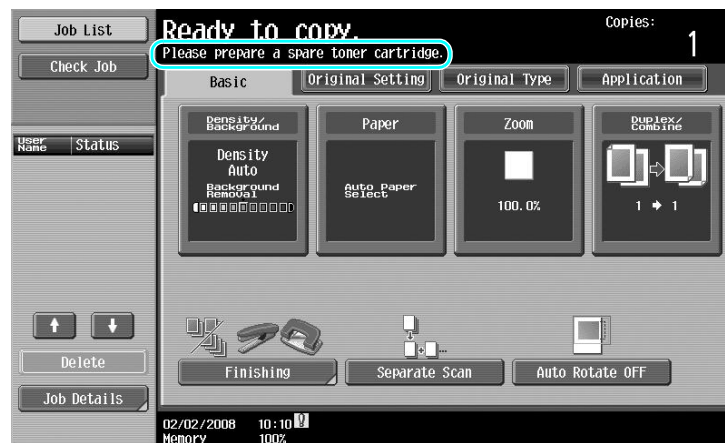 Job List
Check Job
User Name
Status
Delete
Job Details
Ready to copy.
Please prepare a spare toner cartridge.
Copies:
1
Basic
Original Setting
Original Type
Application
Density/
Background
Density
Auto
Background
Removal
Paper
Auto Paper
Select
Zoom
100.0%
Duplex/
Combine
1 → 1
Finishing
Separate Scan
Auto Rotate OFF
02/02/2008 10:10
Memory 100%